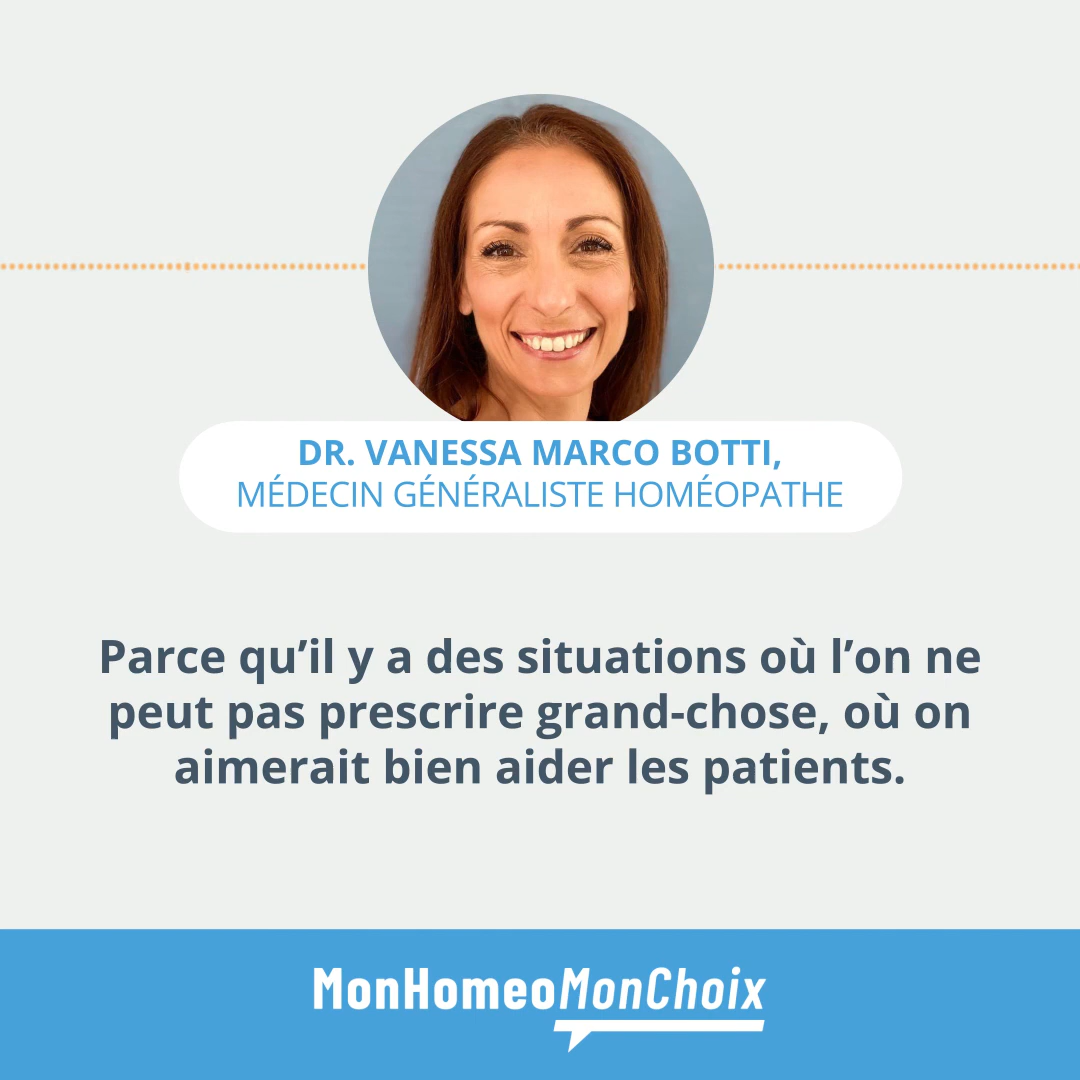 DR. VANESSA MARCO BOTTI,
MÉDECIN GÉNÉRALISTE HOMÉOPATHE
Parce qu’il y a des situations où l’on ne
peut pas prescrire grand-chose, où on
aimerait bien aider les patients.
MonHomeoMonChoix